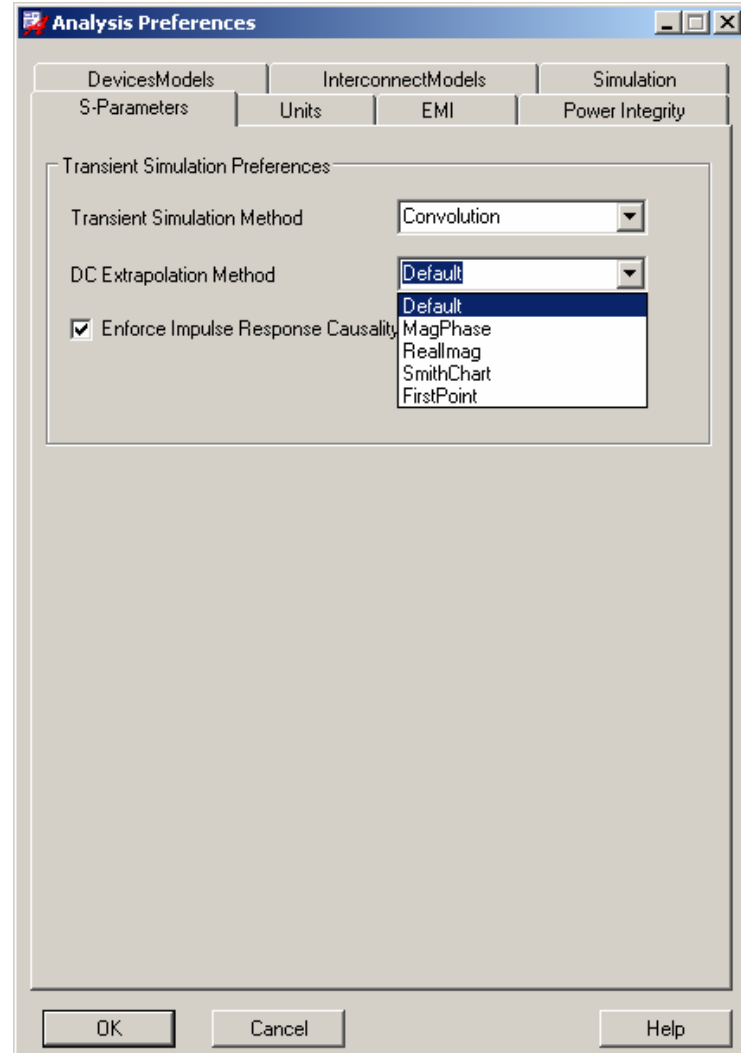 Analysis Preferences
DevicesModels InterconnectModels Simulation
S-Parameters Units EMI Power Integrity
Transient Simulation Preferences
Transient Simulation Method Convolution
DC Extrapolation Method Default
Default
Enforce Impulse Response Causality MagPhase
RealImag
SmithChart
FirstPoint
OK Cancel Help